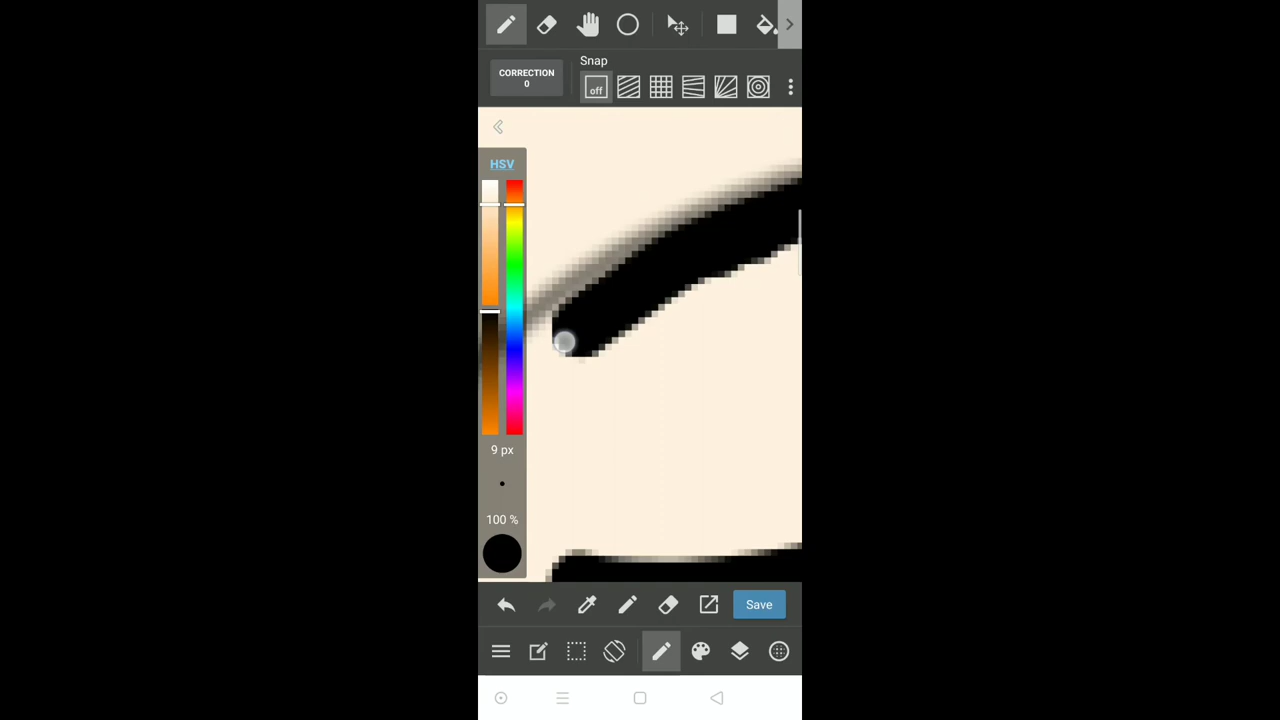 Snap
CORRECTION
0
off
HSV
9 px
100 %
Save